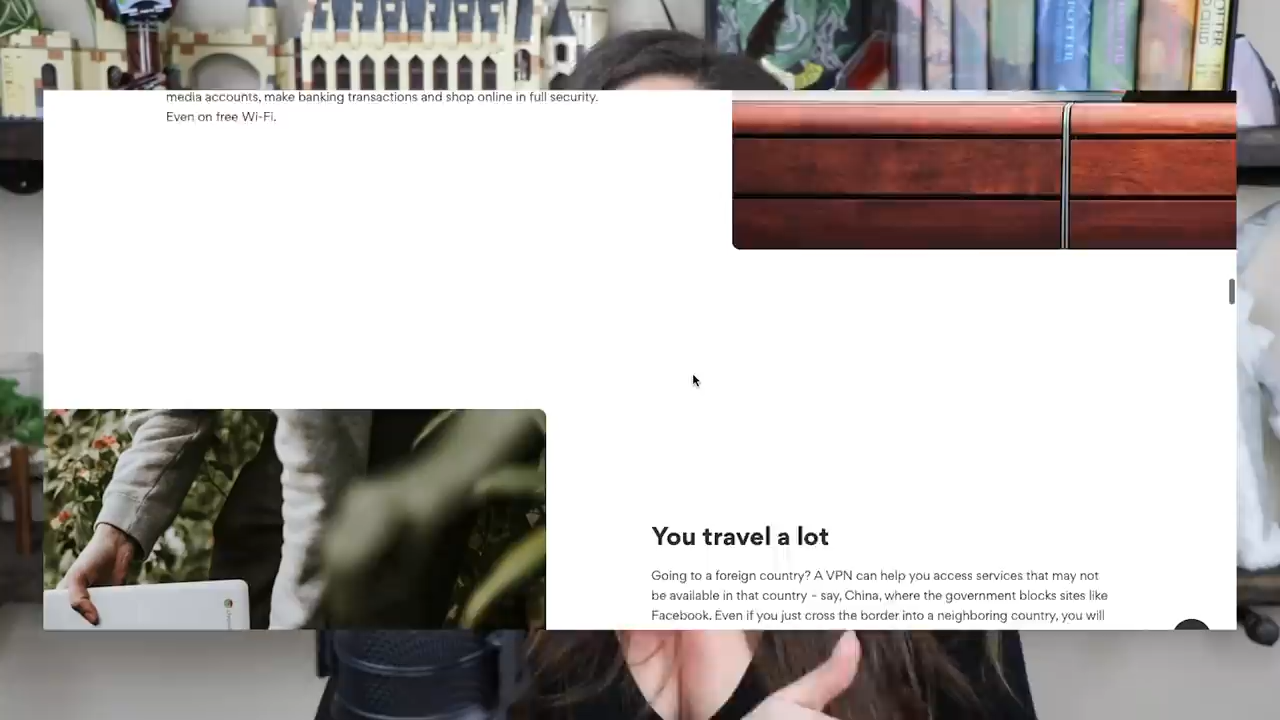 POTTER
POTTER
CHILD
media accounts, make banking transactions and shop online in full security.
Even on free Wi-Fi.
You travel a lot
Going to a foreign country? A VPN can help you access services that may not
be available in that country – say, China, where the government blocks sites like
Facebook. Even if you just cross the border into a neighboring country, you will